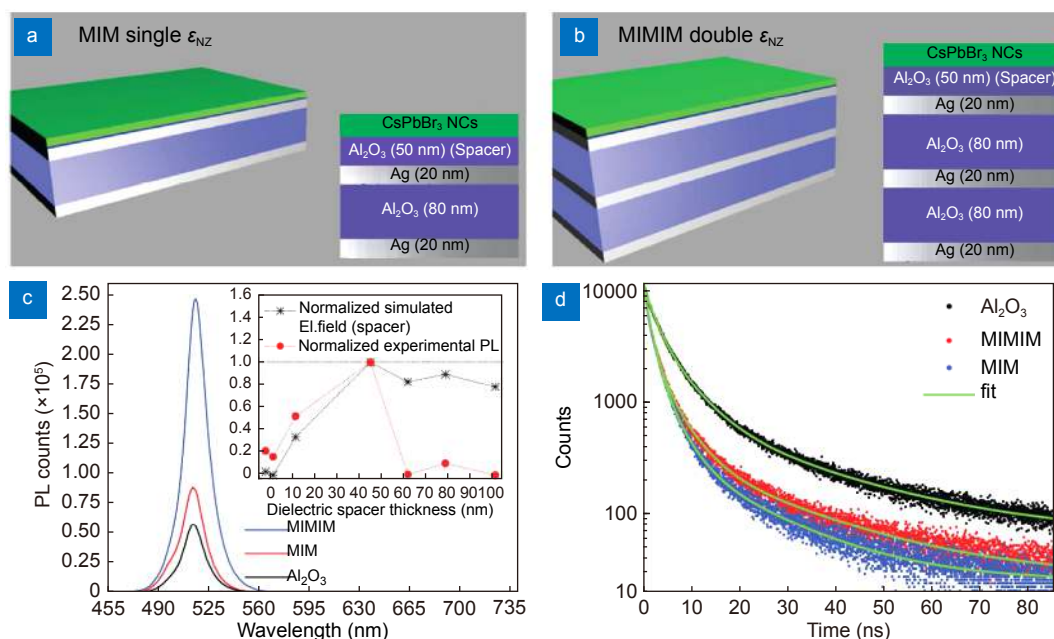 a
MIM single εNZ
CsPbBr₃ NCs
Al₂O₃ (50 nm) (Spacer)
Ag (20 nm)
Al₂O₃ (80 nm)
Ag (20 nm)
b
MIMIM double εNZ
CsPbBr₃ NCs
Al₂O₃ (50 nm) (Spacer)
Ag (20 nm)
Al₂O₃ (80 nm)
Ag (20 nm)
Al₂O₃ (80 nm)
Ag (20 nm)
c
PL counts (×10⁵)
2.50
2.25
2.00
1.75
1.50
1.25
1.00
0.75
0.50
0.25
0
455 490 525 560 595 630 665 700 735
Wavelength (nm)
1.6
1.4
1.2
1.0
0.8
0.6
0.4
0.2
0
Normalized simulated
El.field (spacer)
Normalized experimental PL
0 10 20 30 40 50 60 70 80 90 100
Dielectric spacer thickness (nm)
MIMIM
MIM
Al₂O₃
d
Counts
10000
1000
100
10
0 10 20 30 40 50 60 70 80
Time (ns)
Al₂O₃
MIMIM
MIM
fit